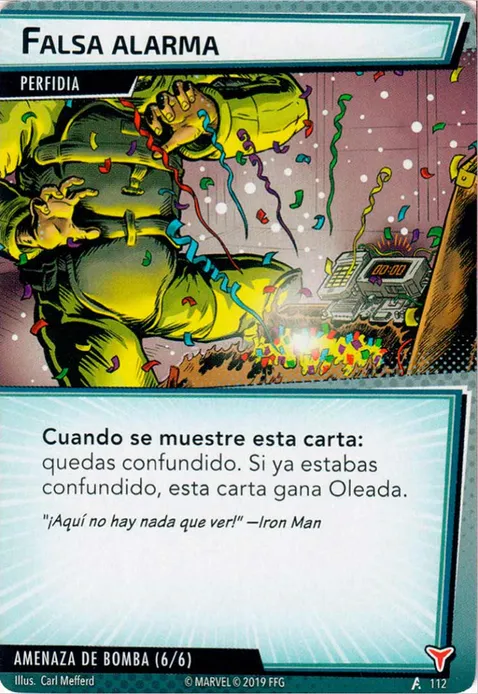 FALSA ALARMA
PERFIDIA
00:00
Cuando se muestre esta carta:
quedas confundido. Si ya estabas
confundido, esta carta gana Oleada.
"¡Aquí no hay nada que ver!" —Iron Man
AMENAZA DE BOMBA (6/6)
Illus. Carl Mefferd © MARVEL © 2019 FFG 112